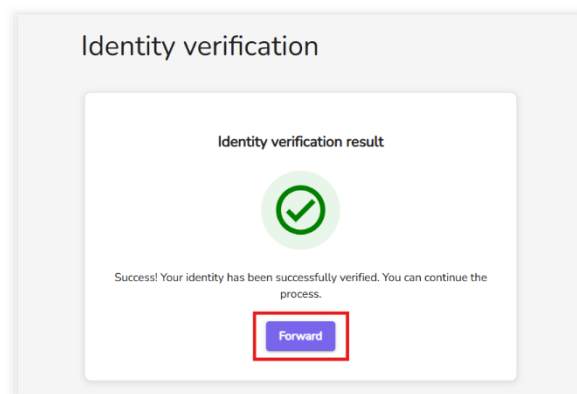 Identity verification
Identity verification result
Success! Your identity has been successfully verified. You can continue the
process.
Forward